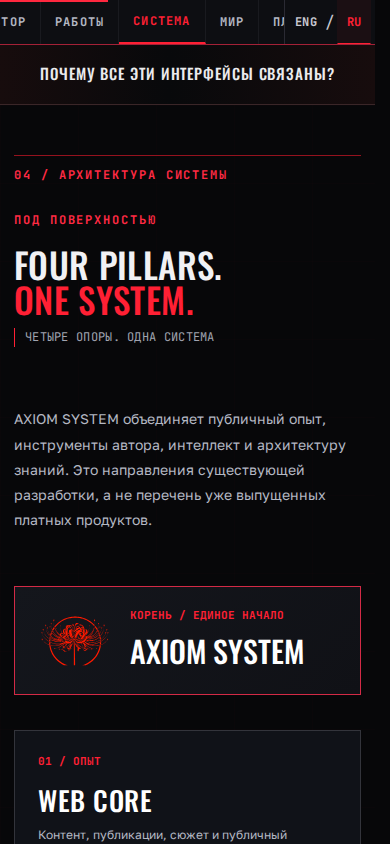 ТОР РАБОТЫ СИСТЕМА МИР ENG / RU
ПОЧЕМУ ВСЕ ЭТИ ИНТЕРФЕЙСЫ СВЯЗАНЫ?
04 / АРХИТЕКТУРА СИСТЕМЫ
ПОД ПОВЕРХНОСТЬЮ
FOUR PILLARS.
ONE SYSTEM.
ЧЕТЫРЕ ОПОРЫ. ОДНА СИСТЕМА
AXIOM SYSTEM объединяет публичный опыт,
инструменты автора, интеллект и архитектуру
знаний. Это направления существующей
разработки, а не перечень уже выпущенных
платных продуктов.
КОРЕНЬ / ЕДИНОЕ НАЧАЛО
AXIOM SYSTEM
01 / ОПЫТ
WEB CORE
Контент, публикации, сюжет и публичный